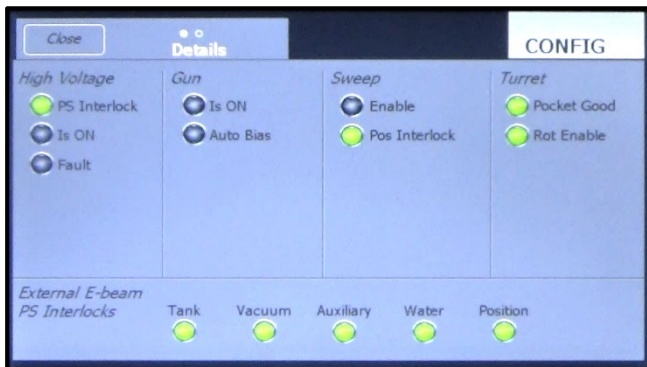 Close
Details
CONFIG
High Voltage
PS Interlock
Is ON
Fault
Gun
Is ON
Auto Bias
Sweep
Enable
Pos Interlock
Turret
Pocket Good
Rot Enable
External E-beam
PS Interlocks
Tank
Vacuum
Auxiliary
Water
Position